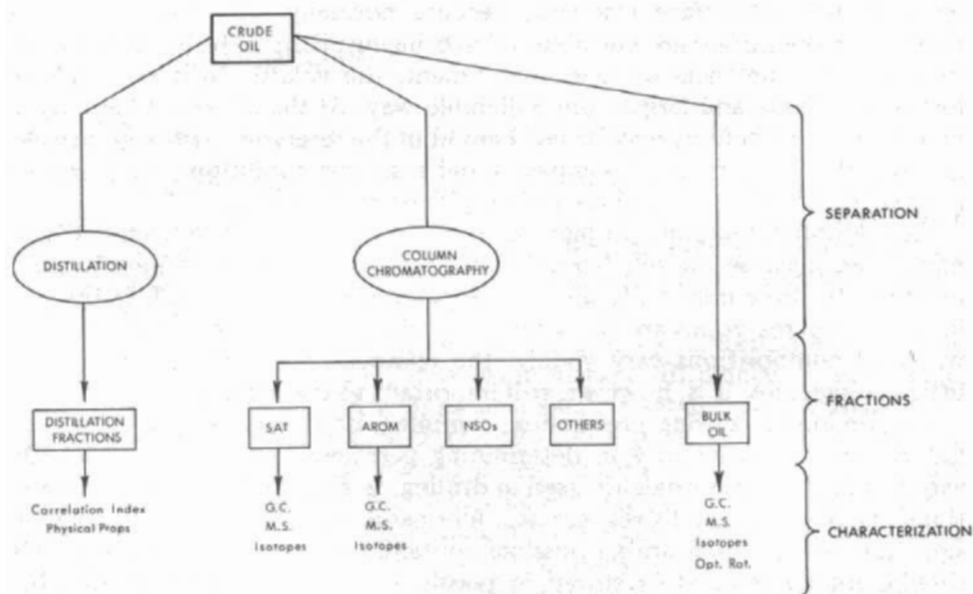 CRUDE
OIL
SEPARATION
DISTILLATION
COLUMN
CHROMATOGRAPHY
FRACTIONS
DISTILLATION
FRACTIONS
SAT
AROM
NSOs
OTHERS
BULK
OIL
CHARACTERIZATION
Correlation Index
Physical Props
G.C.
M.S.
Isotopes
G.C.
M.S.
Isotopes
G.C.
M.S.
Isotopes
Opt. Rot.